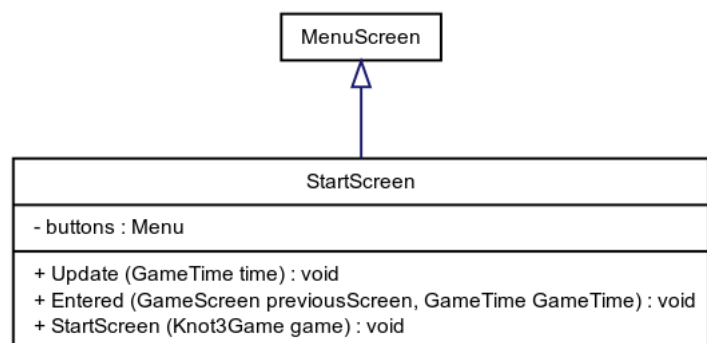 MenuScreen
StartScreen
- buttons : Menu
+ Update (GameTime time) : void
+ Entered (GameScreen previousScreen, GameTime GameTime) : void
+ StartScreen (Knot3Game game) : void